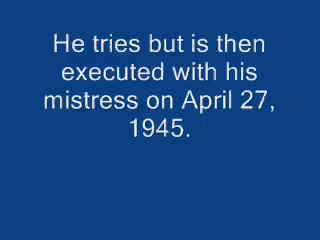 He tries but is then
executed with his
mistress on April 27,
1945.